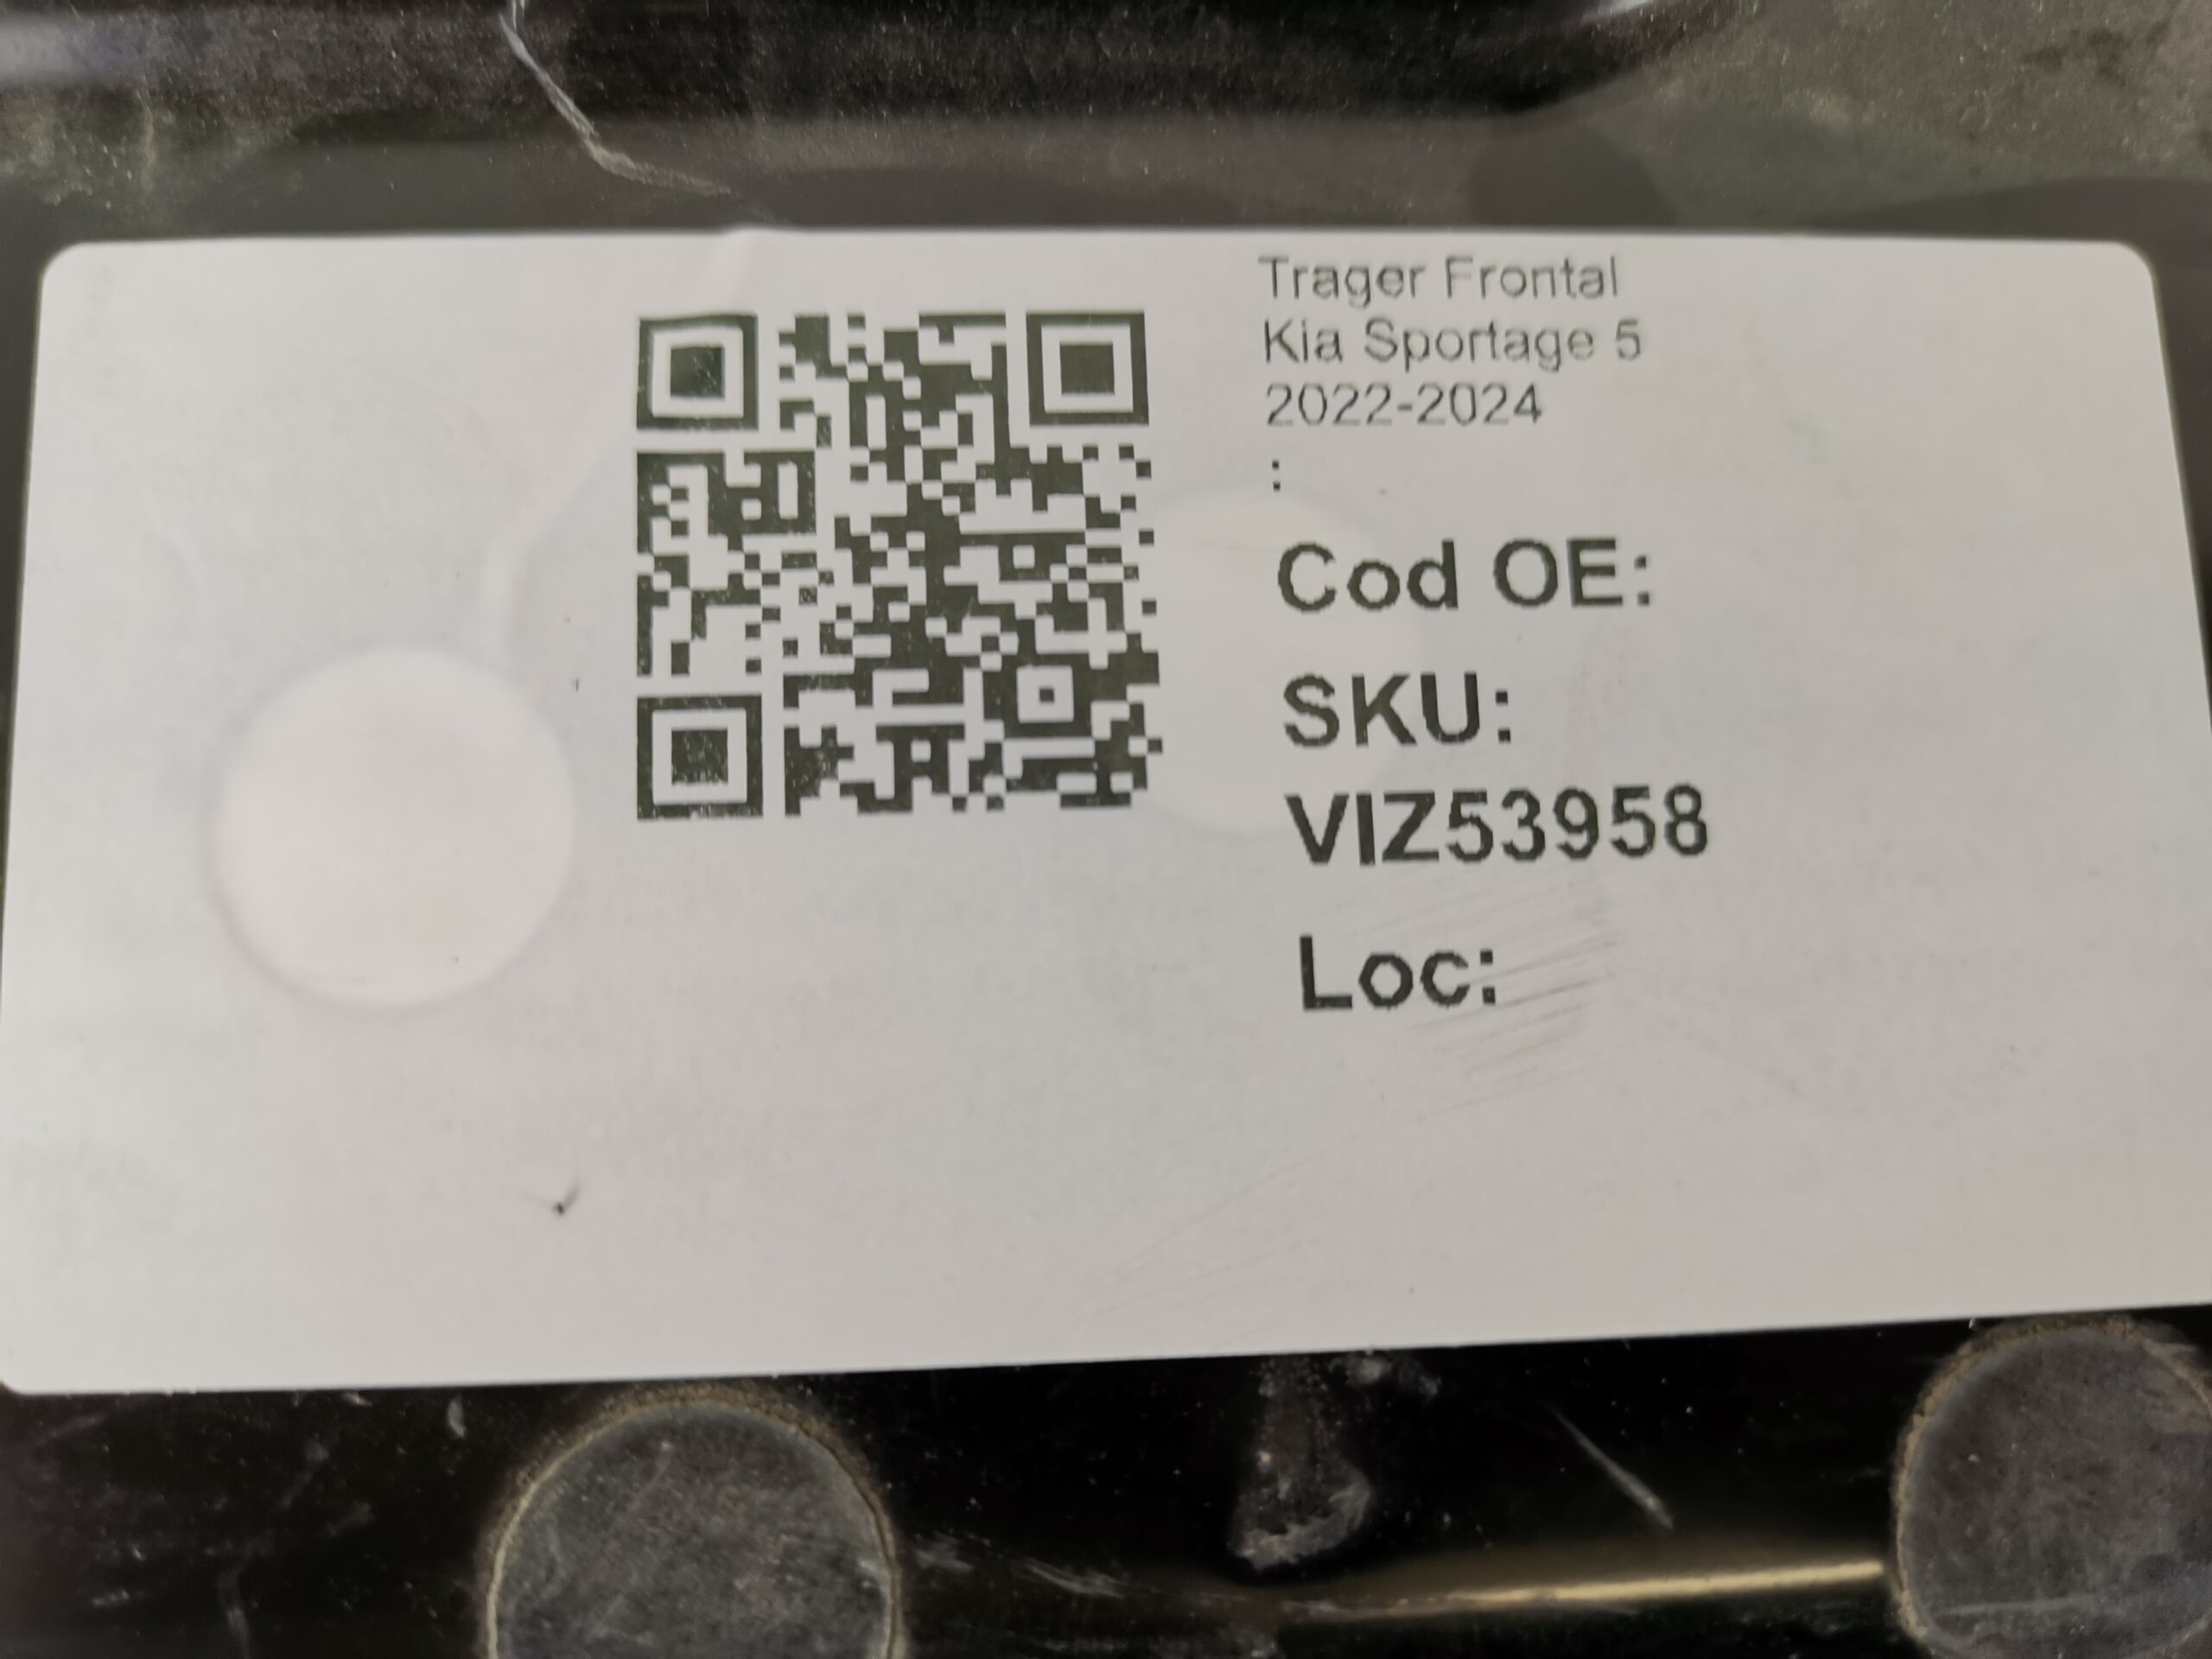 Trager Frontal
Kia Sportage 5
2022-2024
:
Cod OE:
SKU:
VIZ53958
Loc: